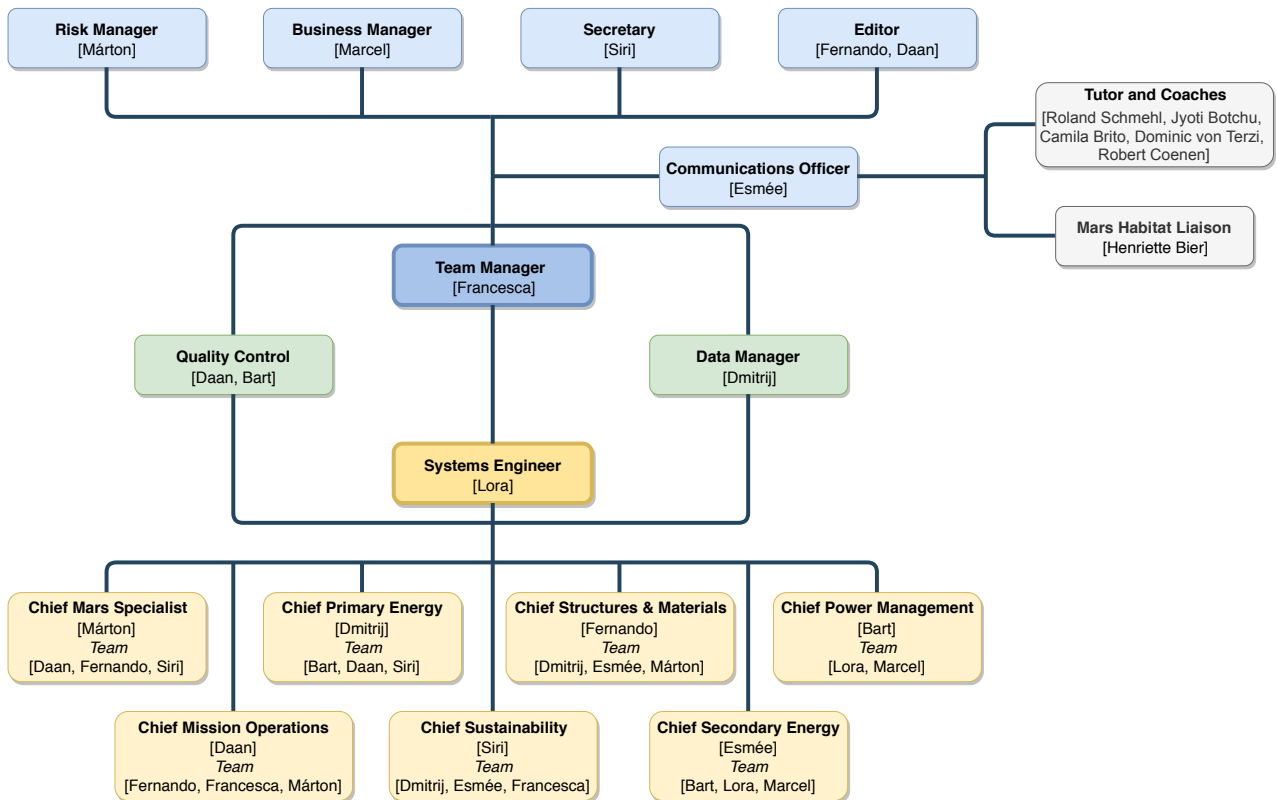 Risk Manager
[Márton]
Business Manager
[Marcel]
Secretary
[Siri]
Editor
[Fernando, Daan]
Tutor and Coaches
[Roland Schmehl, Jyoti Botchu,
Camila Brito, Dominic von Terzi,
Robert Coenen]
Communications Officer
[Esmée]
Mars Habitat Liaison
[Henriette Bier]
Team Manager
[Francesca]
Quality Control
[Daan, Bart]
Data Manager
[Dmitrij]
Systems Engineer
[Lora]
Chief Mars Specialist
[Márton]
Team
[Daan, Fernando, Siri]
Chief Primary Energy
[Dmitrij]
Team
[Bart, Daan, Siri]
Chief Structures & Materials
[Fernando]
Team
[Dmitrij, Esmée, Márton]
Chief Power Management
[Bart]
Team
[Lora, Marcel]
Chief Mission Operations
[Daan]
Team
[Fernando, Francesca, Márton]
Chief Sustainability
[Siri]
Team
[Dmitrij, Esmée, Francesca]
Chief Secondary Energy
[Esmée]
Team
[Bart, Lora, Marcel]